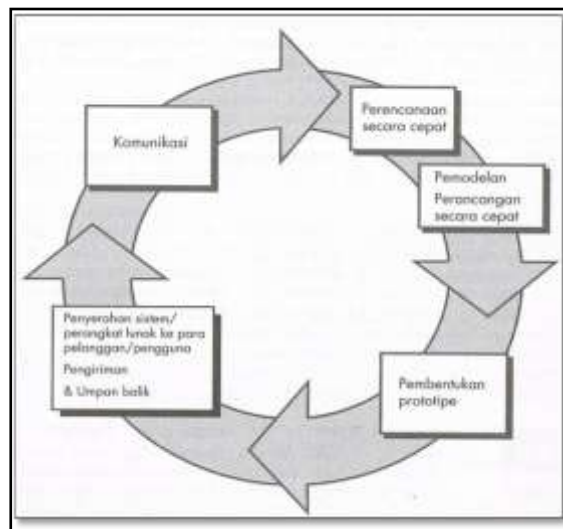 Komunikasi
Perencanaan
secara cepat
Pemodelan
Perancangan
secara cepat
Pembentukan
prototipe
Penyerahan sistem/
perangkat lunak ke para
pelanggan/pengguna
Pengiriman
& Umpan balik